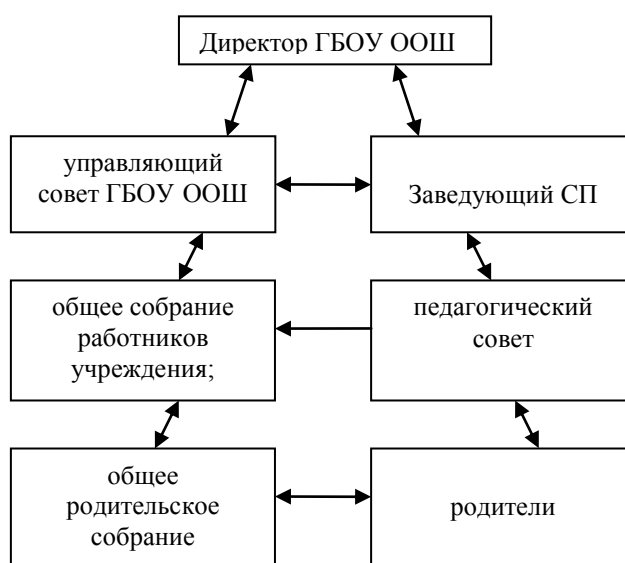 Директор ГБОУ ООШ
управляющий
совет ГБОУ ООШ
Заведующий СП
общее собрание
работников
учреждения;
педагогический
совет
общее
родительское
собрание
родители